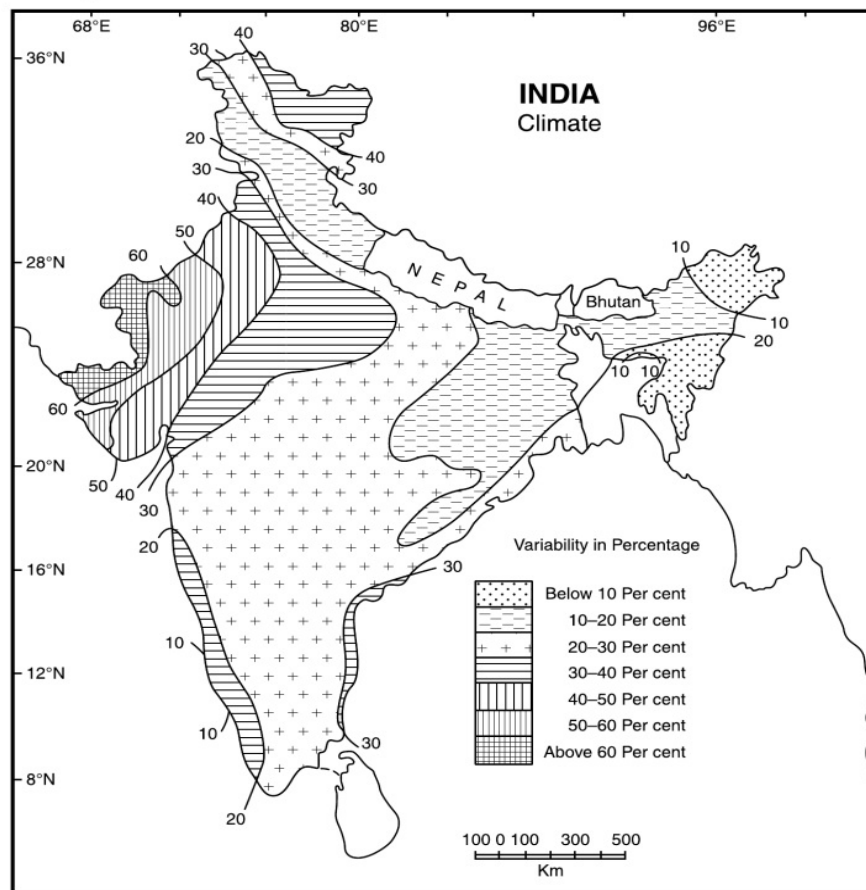 68°E 80°E 96°E
36°N
28°N
20°N
16°N
12°N
8°N
INDIA
Climate
30
40
20
30
40
50
60
40
30
60
50
40
30
20
10
10
20
30
30
NEPAL
Bhutan
10
10
20
10 10
Variability in Percentage
Below 10 Per cent
10–20 Per cent
20–30 Per cent
30–40 Per cent
40–50 Per cent
50–60 Per cent
Above 60 Per cent
100 0 100 300 500
Km